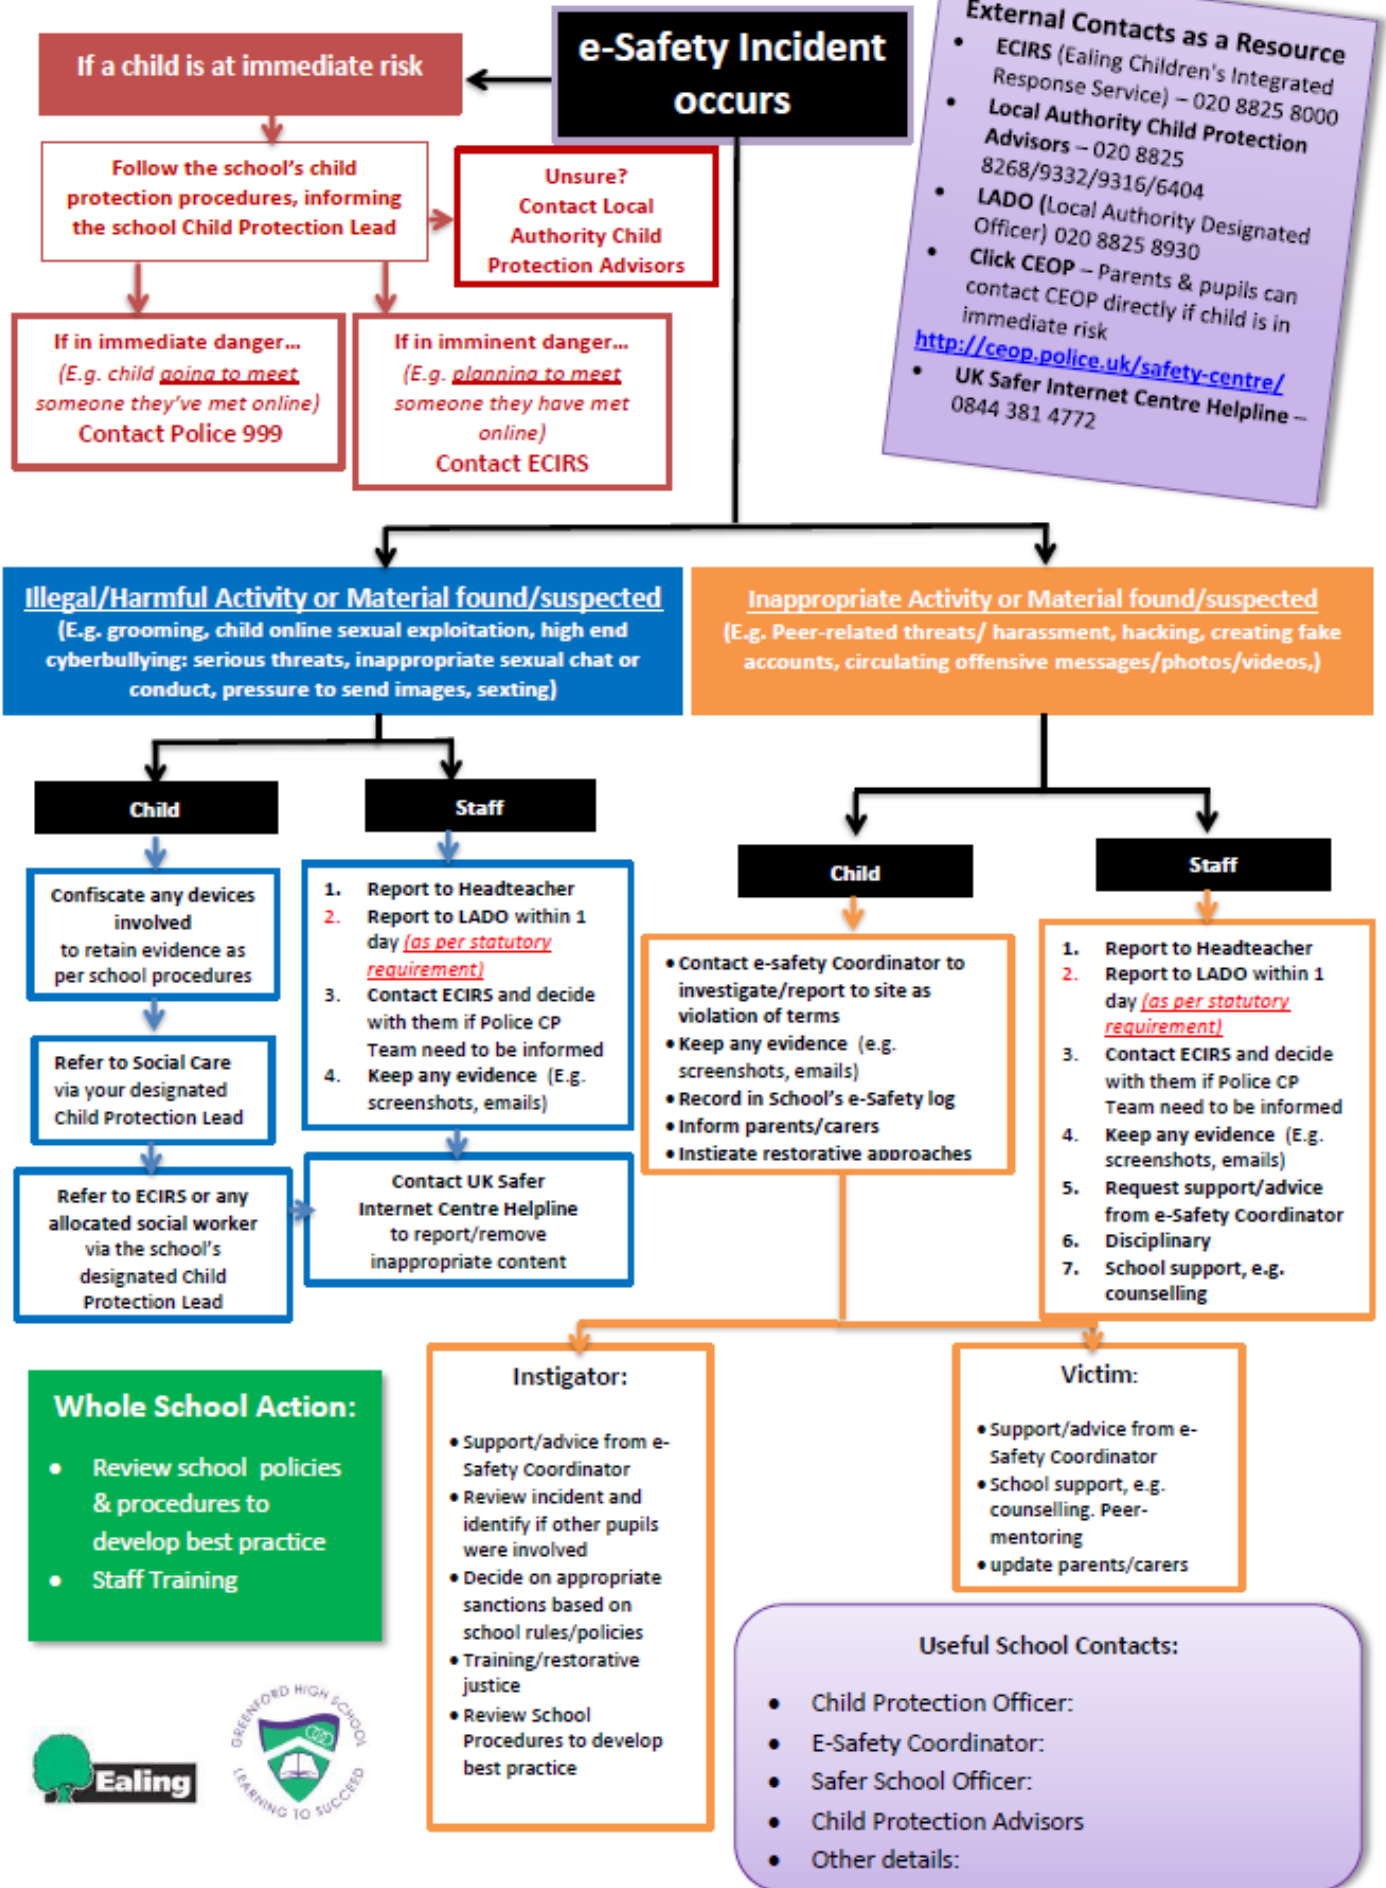 e-Safety Incident
occurs
If a child is at immediate risk
Follow the school's child
protection procedures, informing
the school Child Protection Lead
Unsure?
Contact Local
Authority Child
Protection Advisors
If in immediate danger...
(E.g. child going to meet
someone they've met online)
Contact Police 999
If in imminent danger...
(E.g. planning to meet
someone they have met
online)
Contact ECIRS
External Contacts as a Resource
• ECIRS (Ealing Children's Integrated
Response Service) – 020 8825 8000
• Local Authority Child Protection
Advisors – 020 8825
8268/9332/9316/6404
• LADO (Local Authority Designated
Officer) 020 8825 8930
• Click CEOP – Parents & pupils can
contact CEOP directly if child is in
immediate risk
http://ceop.police.uk/safety-centre/
• UK Safer Internet Centre Helpline –
0844 381 4772
Illegal/Harmful Activity or Material found/suspected
(E.g. grooming, child online sexual exploitation, high end
cyberbullying: serious threats, inappropriate sexual chat or
conduct, pressure to send images, sexting)
Inappropriate Activity or Material found/suspected
(E.g. Peer-related threats/ harassment, hacking, creating fake
accounts, circulating offensive messages/photos/videos,)
Child
Confiscate any devices
involved
to retain evidence as
per school procedures
Refer to Social Care
via your designated
Child Protection Lead
Refer to ECIRS or any
allocated social worker
via the school's
designated Child
Protection Lead
Staff
1. Report to Headteacher
2. Report to LADO within 1
day (as per statutory
requirement)
3. Contact ECIRS and decide
with them if Police CP
Team need to be informed
4. Keep any evidence (E.g.
screenshots, emails)
Contact UK Safer
Internet Centre Helpline
to report/remove
inappropriate content
Child
• Contact e-safety Coordinator to
investigate/report to site as
violation of terms
• Keep any evidence (e.g.
screenshots, emails)
• Record in School's e-Safety log
• Inform parents/carers
• Instigate restorative approaches
Staff
1. Report to Headteacher
2. Report to LADO within 1
day (as per statutory
requirement)
3. Contact ECIRS and decide
with them if Police CP
Team need to be informed
4. Keep any evidence (E.g.
screenshots, emails)
5. Request support/advice
from e-Safety Coordinator
6. Disciplinary
7. School support, e.g.
counselling
Instigator:
• Support/advice from e-
Safety Coordinator
• Review incident and
identify if other pupils
were involved
• Decide on appropriate
sanctions based on
school rules/policies
• Training/restorative
justice
• Review School
Procedures to develop
best practice
Victim:
• Support/advice from e-
Safety Coordinator
• School support, e.g.
counselling. Peer-
mentoring
• update parents/carers
Whole School Action:
• Review school policies
& procedures to
develop best practice
• Staff Training
Ealing
GREENFORD HIGH SCHOOL
LEARNING TO SUCCEED
Useful School Contacts:
• Child Protection Officer:
• E-Safety Coordinator:
• Safer School Officer:
• Child Protection Advisors
• Other details: